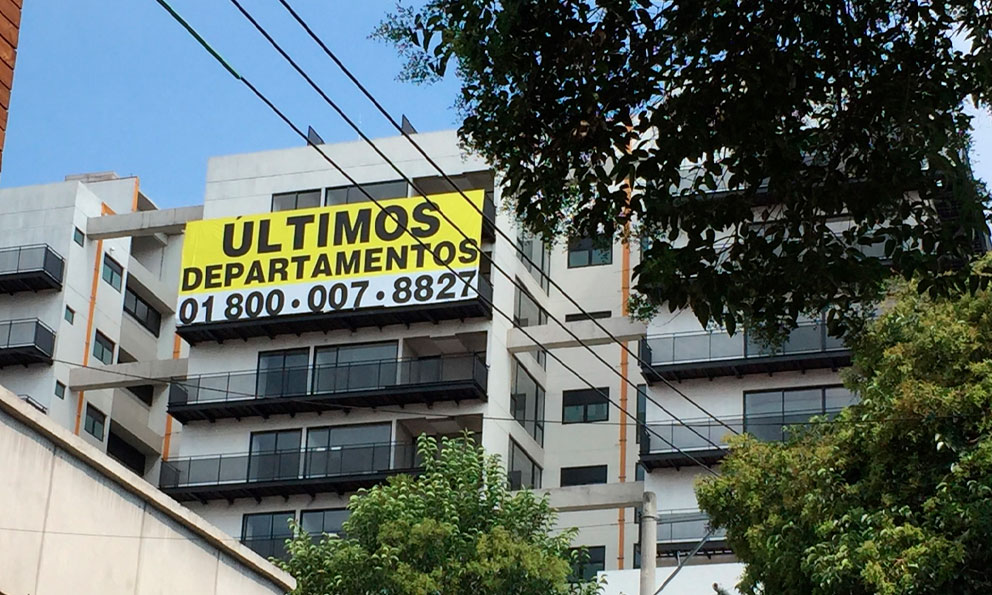 ÚLTIMOS
DEPARTAMENTOS
01 800 • 007 • 8827